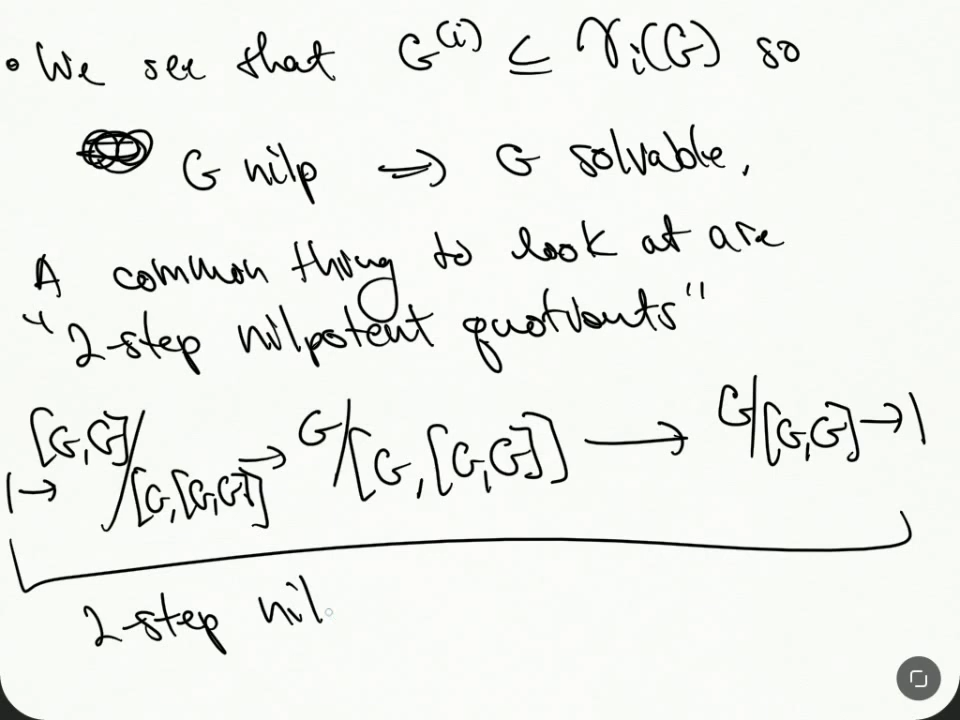 • We see that G^(i) ⊆ γ_i(G) so
G nilp ⇒ G solvable.
A common thing to look at are
"2-step nilpotent quotients"
1→ [G,G]/[G,[G,G]] → G/[G,[G,G]] → G/[G,G] → 1
2-step nil